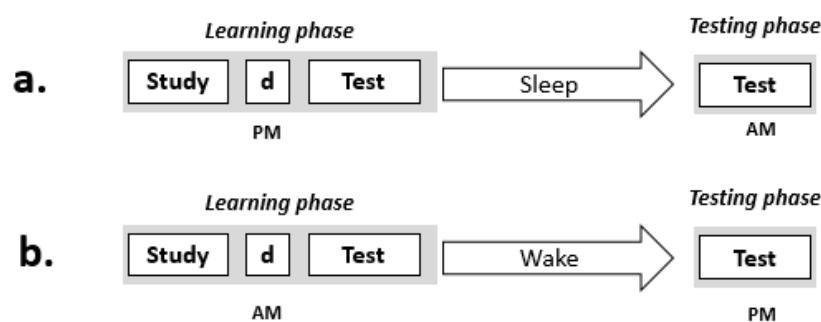 Learning phase
Testing phase
a.
Study
d
Test
Sleep
Test
PM
AM
Learning phase
Testing phase
b.
Study
d
Test
Wake
Test
AM
PM